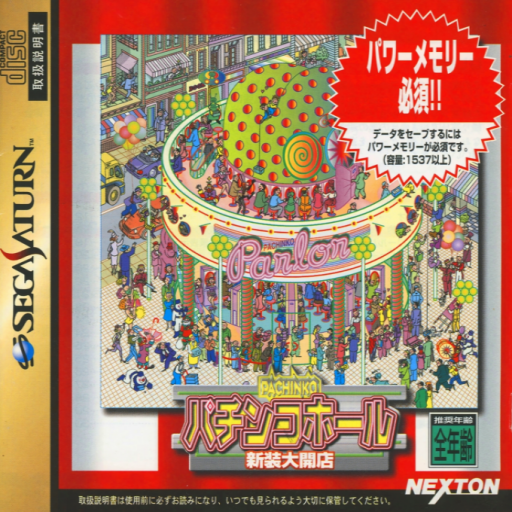 COMPACT
disc
取扱説明書
SEGA SATURN™
パワーメモリー
必須!!
データをセーブするには
パワーメモリーが必須です。
(容量:1537以上)
PACHINKO
Parlor
PACHINKO
パチンコホール
新装大開店
推奨年齢
全年齢
NEXTON
取扱説明書は使用前に必ずお読みになり、いつでも見られるよう大切に保管してください。